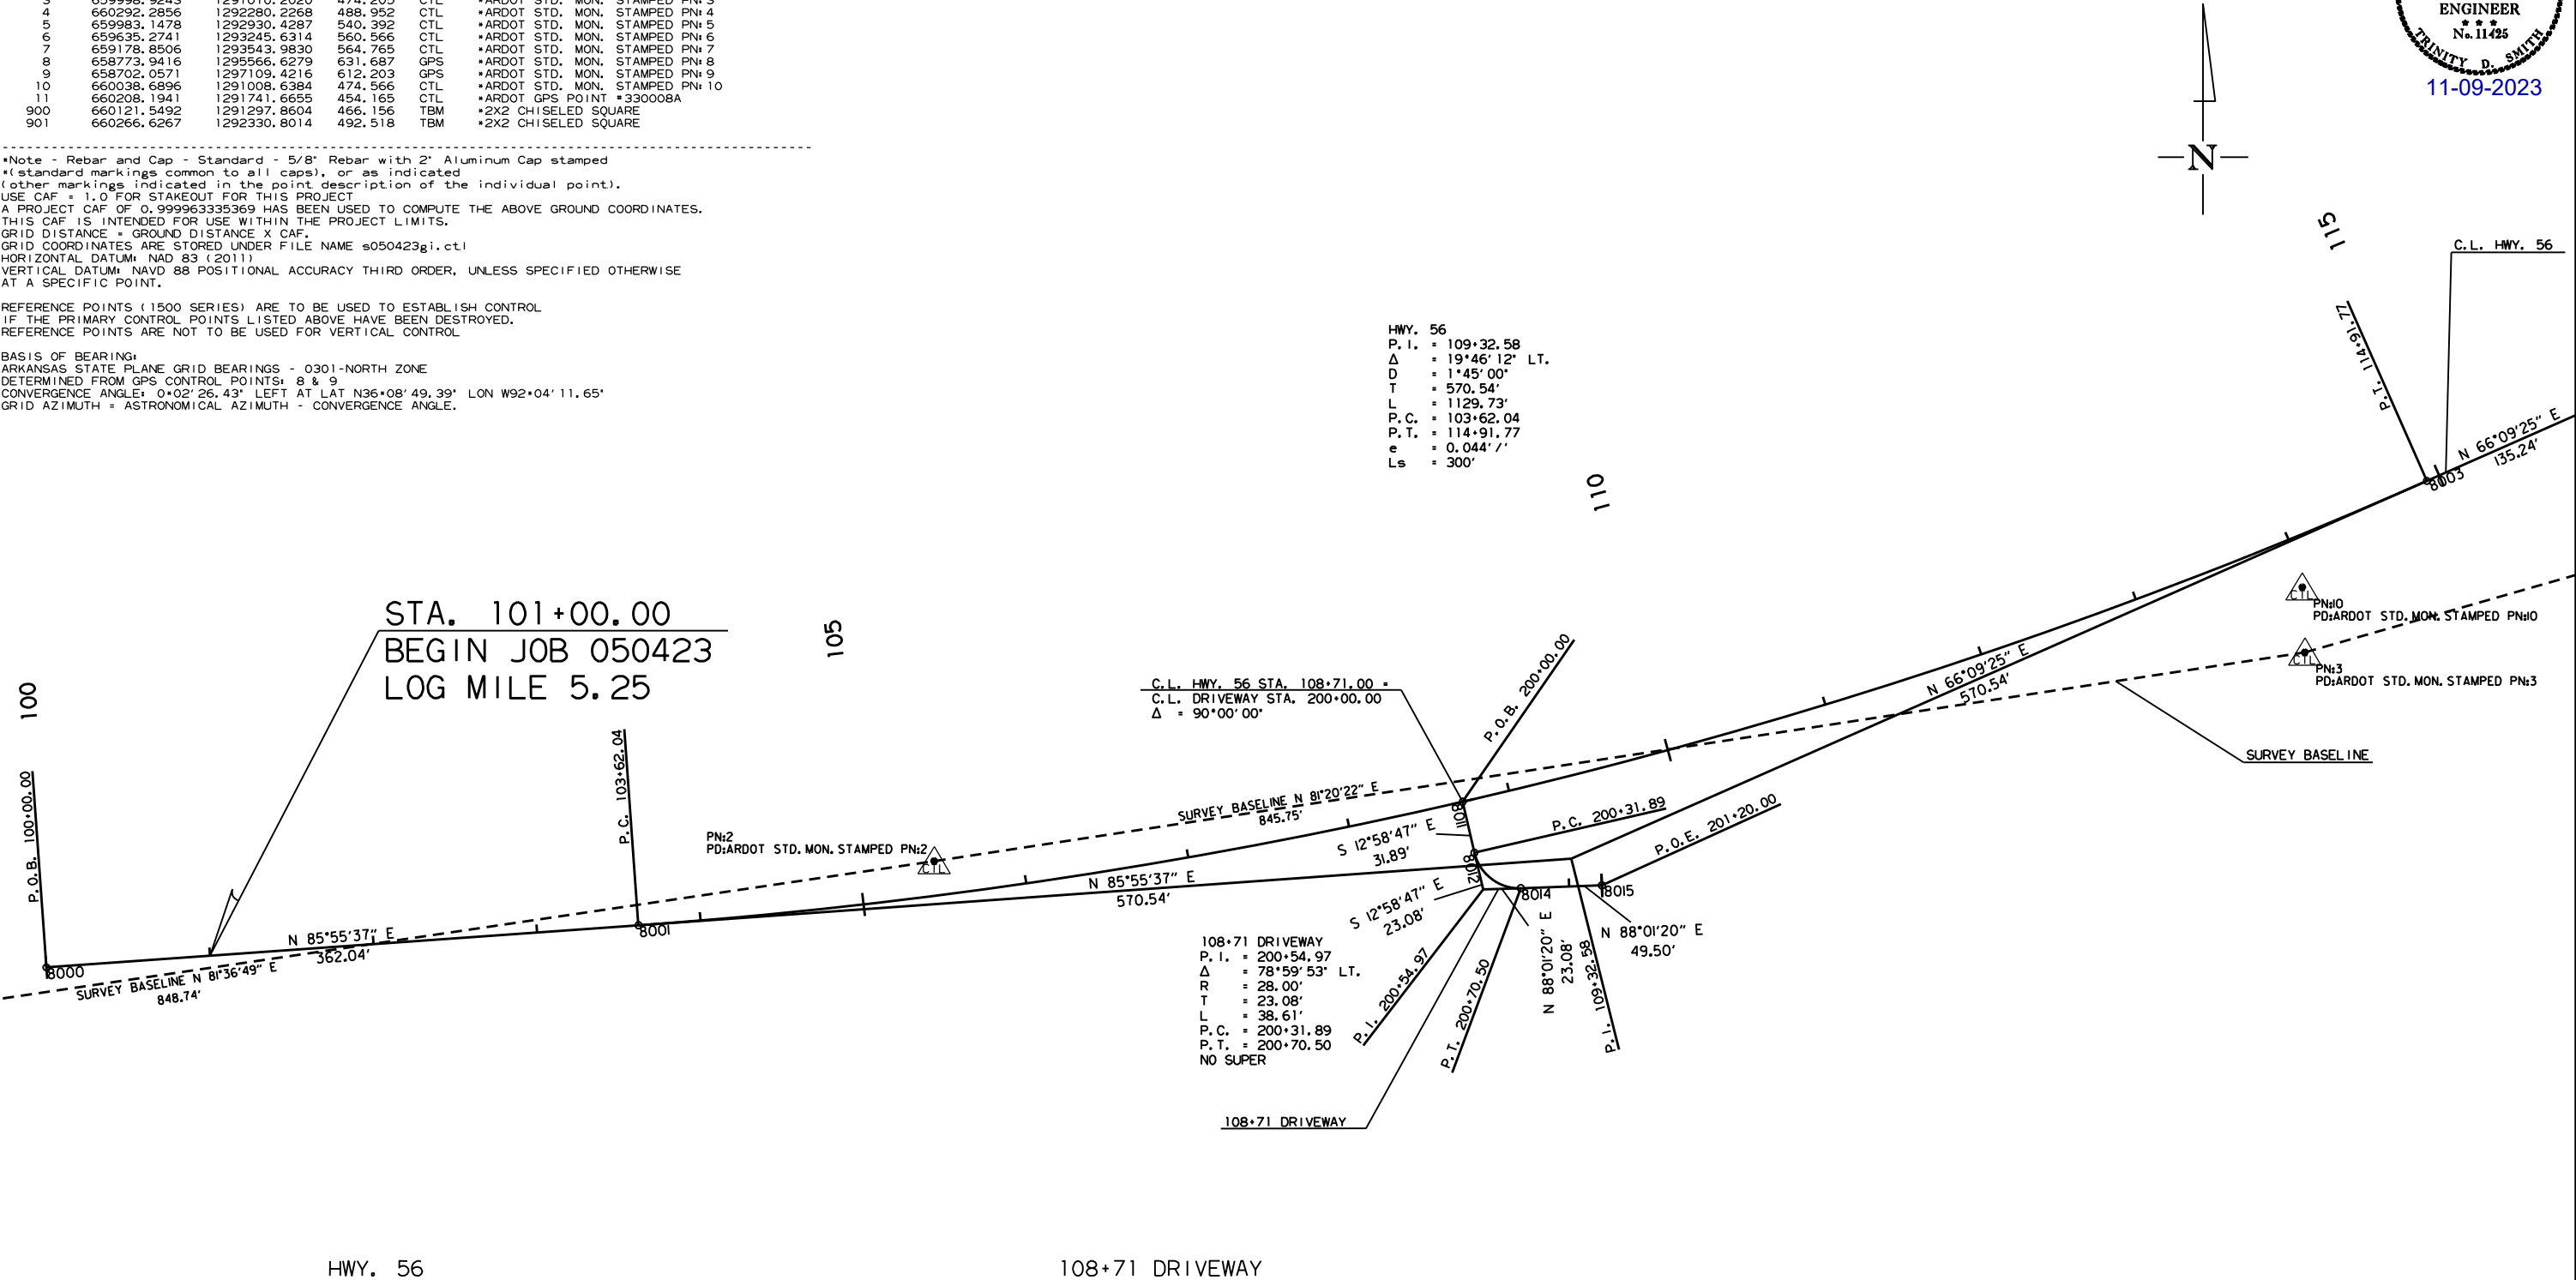 3 659998.9243 1291010.2020 474.205 CTL *ARDOT STD. MON. STAMPED PN: 3
4 660292.2856 1292280.2268 488.952 CTL *ARDOT STD. MON. STAMPED PN: 4
5 659983.1478 1292930.4287 540.392 CTL *ARDOT STD. MON. STAMPED PN: 5
6 659635.2741 1293245.6314 560.566 CTL *ARDOT STD. MON. STAMPED PN: 6
7 659178.8506 1293543.9830 564.765 CTL *ARDOT STD. MON. STAMPED PN: 7
8 658773.9416 1295566.6279 631.687 GPS *ARDOT STD. MON. STAMPED PN: 8
9 658702.0571 1297109.4216 612.203 GPS *ARDOT STD. MON. STAMPED PN: 9
10 660038.6896 1291008.6384 474.566 CTL *ARDOT STD. MON. STAMPED PN: 10
11 660208.1941 1291741.6655 454.165 CTL *ARDOT GPS POINT *330008A
900 660121.5492 1291297.8604 466.156 TBM *2X2 CHISELED SQUARE
901 660266.6267 1292330.8014 492.518 TBM *2X2 CHISELED SQUARE
*Note - Rebar and Cap - Standard - 5/8" Rebar with 2" Aluminum Cap stamped
*(standard markings common to all caps), or as indicated
(other markings indicated in the point description of the individual point).
USE CAF = 1.0 FOR STAKEOUT FOR THIS PROJECT
A PROJECT CAF OF 0.999963335369 HAS BEEN USED TO COMPUTE THE ABOVE GROUND COORDINATES.
THIS CAF IS INTENDED FOR USE WITHIN THE PROJECT LIMITS.
GRID DISTANCE = GROUND DISTANCE X CAF.
GRID COORDINATES ARE STORED UNDER FILE NAME s050423gi.ctl
HORIZONTAL DATUM: NAD 83 (2011)
VERTICAL DATUM: NAVD 88 POSITIONAL ACCURACY THIRD ORDER, UNLESS SPECIFIED OTHERWISE
AT A SPECIFIC POINT.
REFERENCE POINTS (1500 SERIES) ARE TO BE USED TO ESTABLISH CONTROL
IF THE PRIMARY CONTROL POINTS LISTED ABOVE HAVE BEEN DESTROYED.
REFERENCE POINTS ARE NOT TO BE USED FOR VERTICAL CONTROL
BASIS OF BEARING:
ARKANSAS STATE PLANE GRID BEARINGS - 0301-NORTH ZONE
DETERMINED FROM GPS CONTROL POINTS: 8 & 9
CONVERGENCE ANGLE: 0°02'26.43" LEFT AT LAT N36°08'49.39" LON W92°04'11.65"
GRID AZIMUTH = ASTRONOMICAL AZIMUTH - CONVERGENCE ANGLE.
ENGINEER
* * *
No. 11425
TRINITY D. SMITH
11-09-2023
N
HWY. 56
P.I. = 109+32.58
Δ = 19°46'12" LT.
D = 1°45'00"
T = 570.54'
L = 1129.73'
P.C. = 103+62.04
P.T. = 114+91.77
e = 0.044'/'
Ls = 300'
115
C.L. HWY. 56
P.T. 114+91.77
N 66°09'25" E
135.24'
8003
110
PN:10
PD:ARDOT STD. MON. STAMPED PN:10
PN:3
PD:ARDOT STD. MON. STAMPED PN:3
N 66°09'25" E
570.54'
SURVEY BASELINE
STA. 101+00.00
BEGIN JOB 050423
LOG MILE 5.25
100
105
P.O.B. 100+00.00
P.C. 103+62.04
C.L. HWY. 56 STA. 108+71.00 =
C.L. DRIVEWAY STA. 200+00.00
Δ = 90°00'00"
P.O.B. 200+00.00
PN:2
PD:ARDOT STD. MON. STAMPED PN:2
CTL
CTL
CTL
SURVEY BASELINE N 81°20'22" E
845.75'
8011
S 12°58'47" E
31.89'
P.C. 200+31.89
P.O.E. 201+20.00
8012
N 85°55'37" E
570.54'
8014
8015
S 12°58'47" E
23.08'
N 88°01'20" E
23.08'
N 88°01'20" E
49.50'
8001
N 85°55'37" E
362.04'
8000
SURVEY BASELINE N 81°36'49" E
848.74'
108+71 DRIVEWAY
P.I. = 200+54.97
Δ = 78°59'53" LT.
R = 28.00'
T = 23.08'
L = 38.61'
P.C. = 200+31.89
P.T. = 200+70.50
NO SUPER
P.I. 200+54.97
P.T. 200+70.50
P.I. 109+32.58
108+71 DRIVEWAY
HWY. 56
108+71 DRIVEWAY